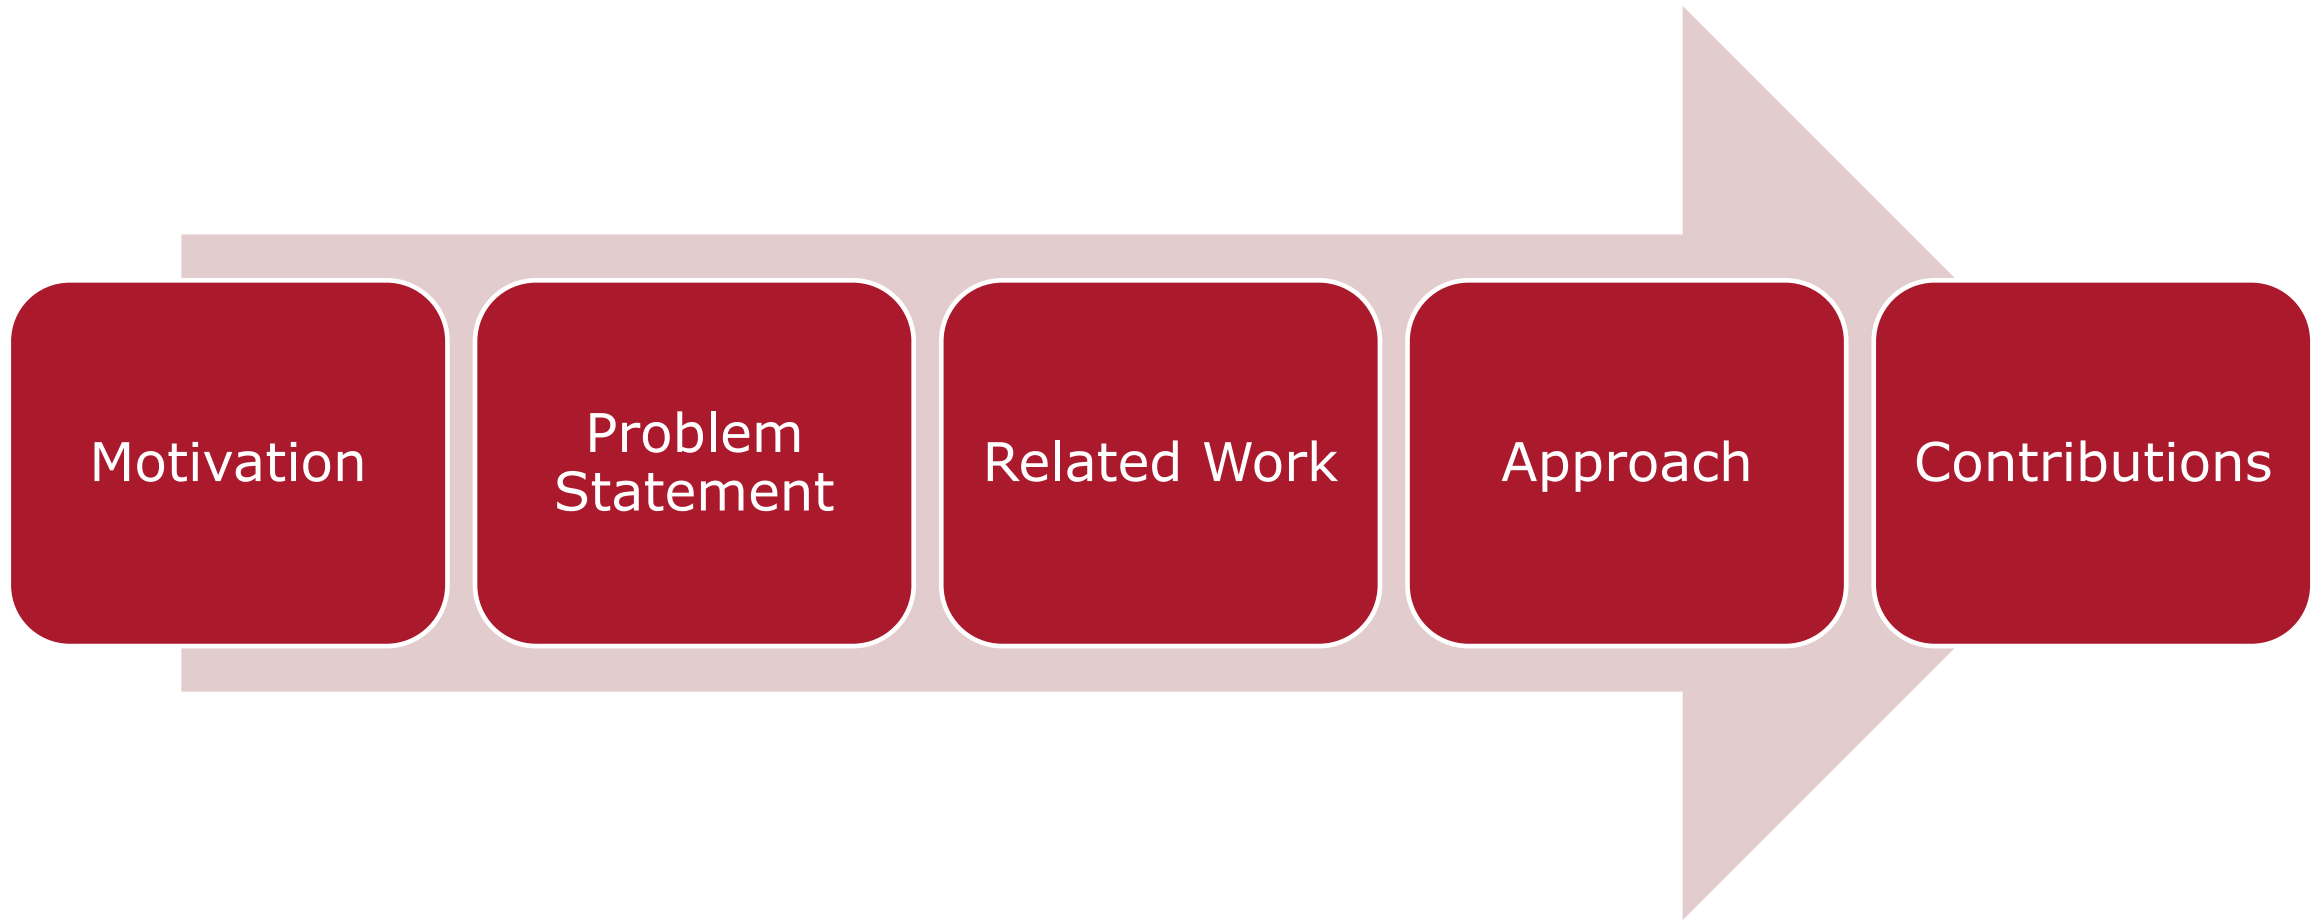 Motivation
Problem
Statement
Related Work
Approach
Contributions